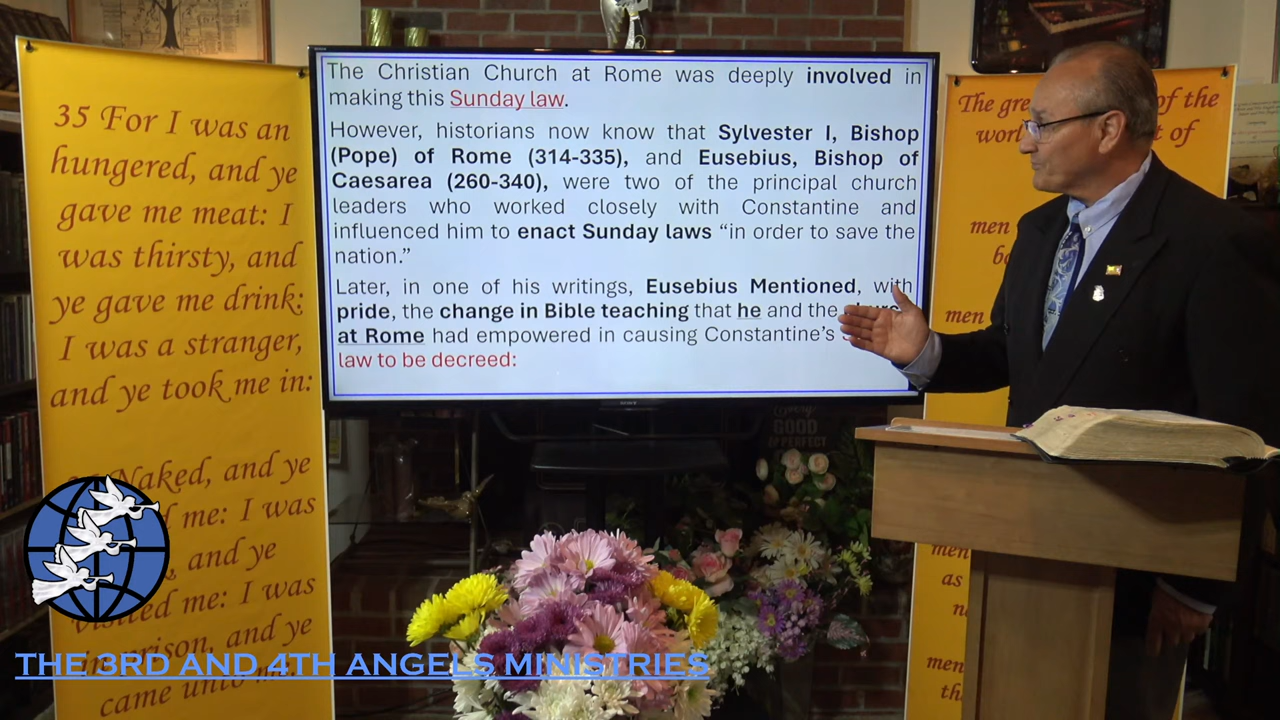 35 For I was an
hungered, and ye
gave me meat: I
was thirsty, and
ye gave me drink:
I was a stranger,
and ye took me in:
Naked, and ye
me: I was
and ye
me: I was
prison, and ye
came unto
The Christian Church at Rome was deeply involved in
making this Sunday law.
However, historians now know that Sylvester I, Bishop
(Pope) of Rome (314-335), and Eusebius, Bishop of
Caesarea (260-340), were two of the principal church
leaders who worked closely with Constantine and
influenced him to enact Sunday laws “in order to save the
nation.”
Later, in one of his writings, Eusebius Mentioned, with
pride, the change in Bible teaching that he and the
at Rome had empowered in causing Constantine's
law to be decreed:
The of the
of
men
men
men
as
men
th
GOOD
PERFECT
SONY
THE 3RD AND 4TH ANGELS MINISTRIES